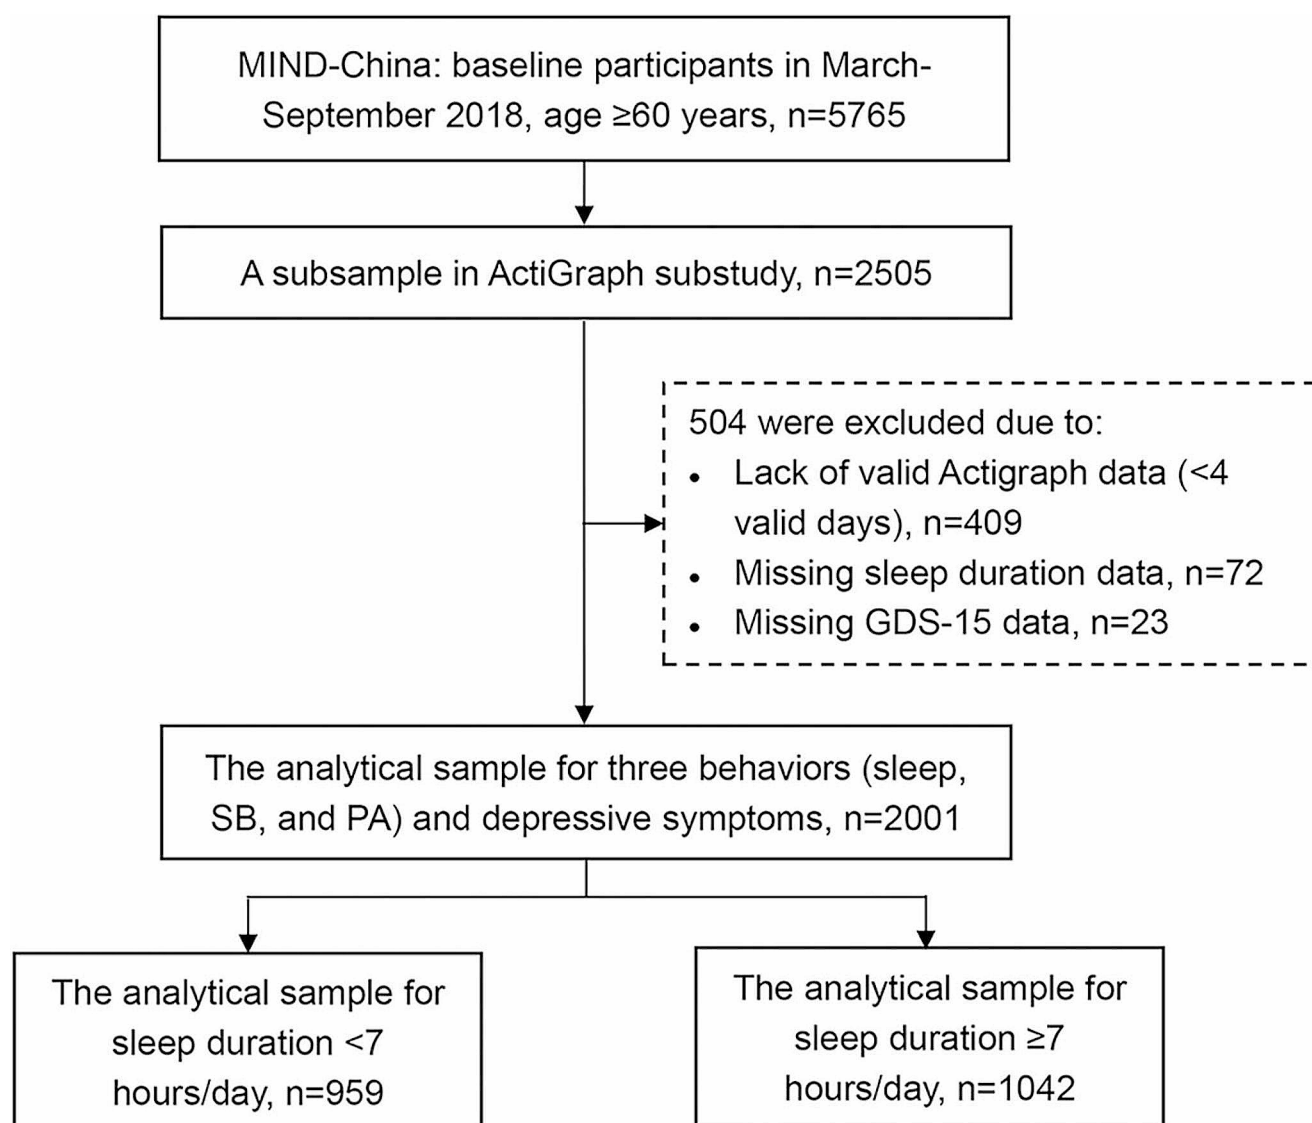 MIND-China: baseline participants in March-
September 2018, age ≥60 years, n=5765
A subsample in ActiGraph substudy, n=2505
504 were excluded due to:
• Lack of valid Actigraph data (<4
valid days), n=409
• Missing sleep duration data, n=72
• Missing GDS-15 data, n=23
The analytical sample for three behaviors (sleep,
SB, and PA) and depressive symptoms, n=2001
The analytical sample for
sleep duration <7
hours/day, n=959
The analytical sample for
sleep duration ≥7
hours/day, n=1042